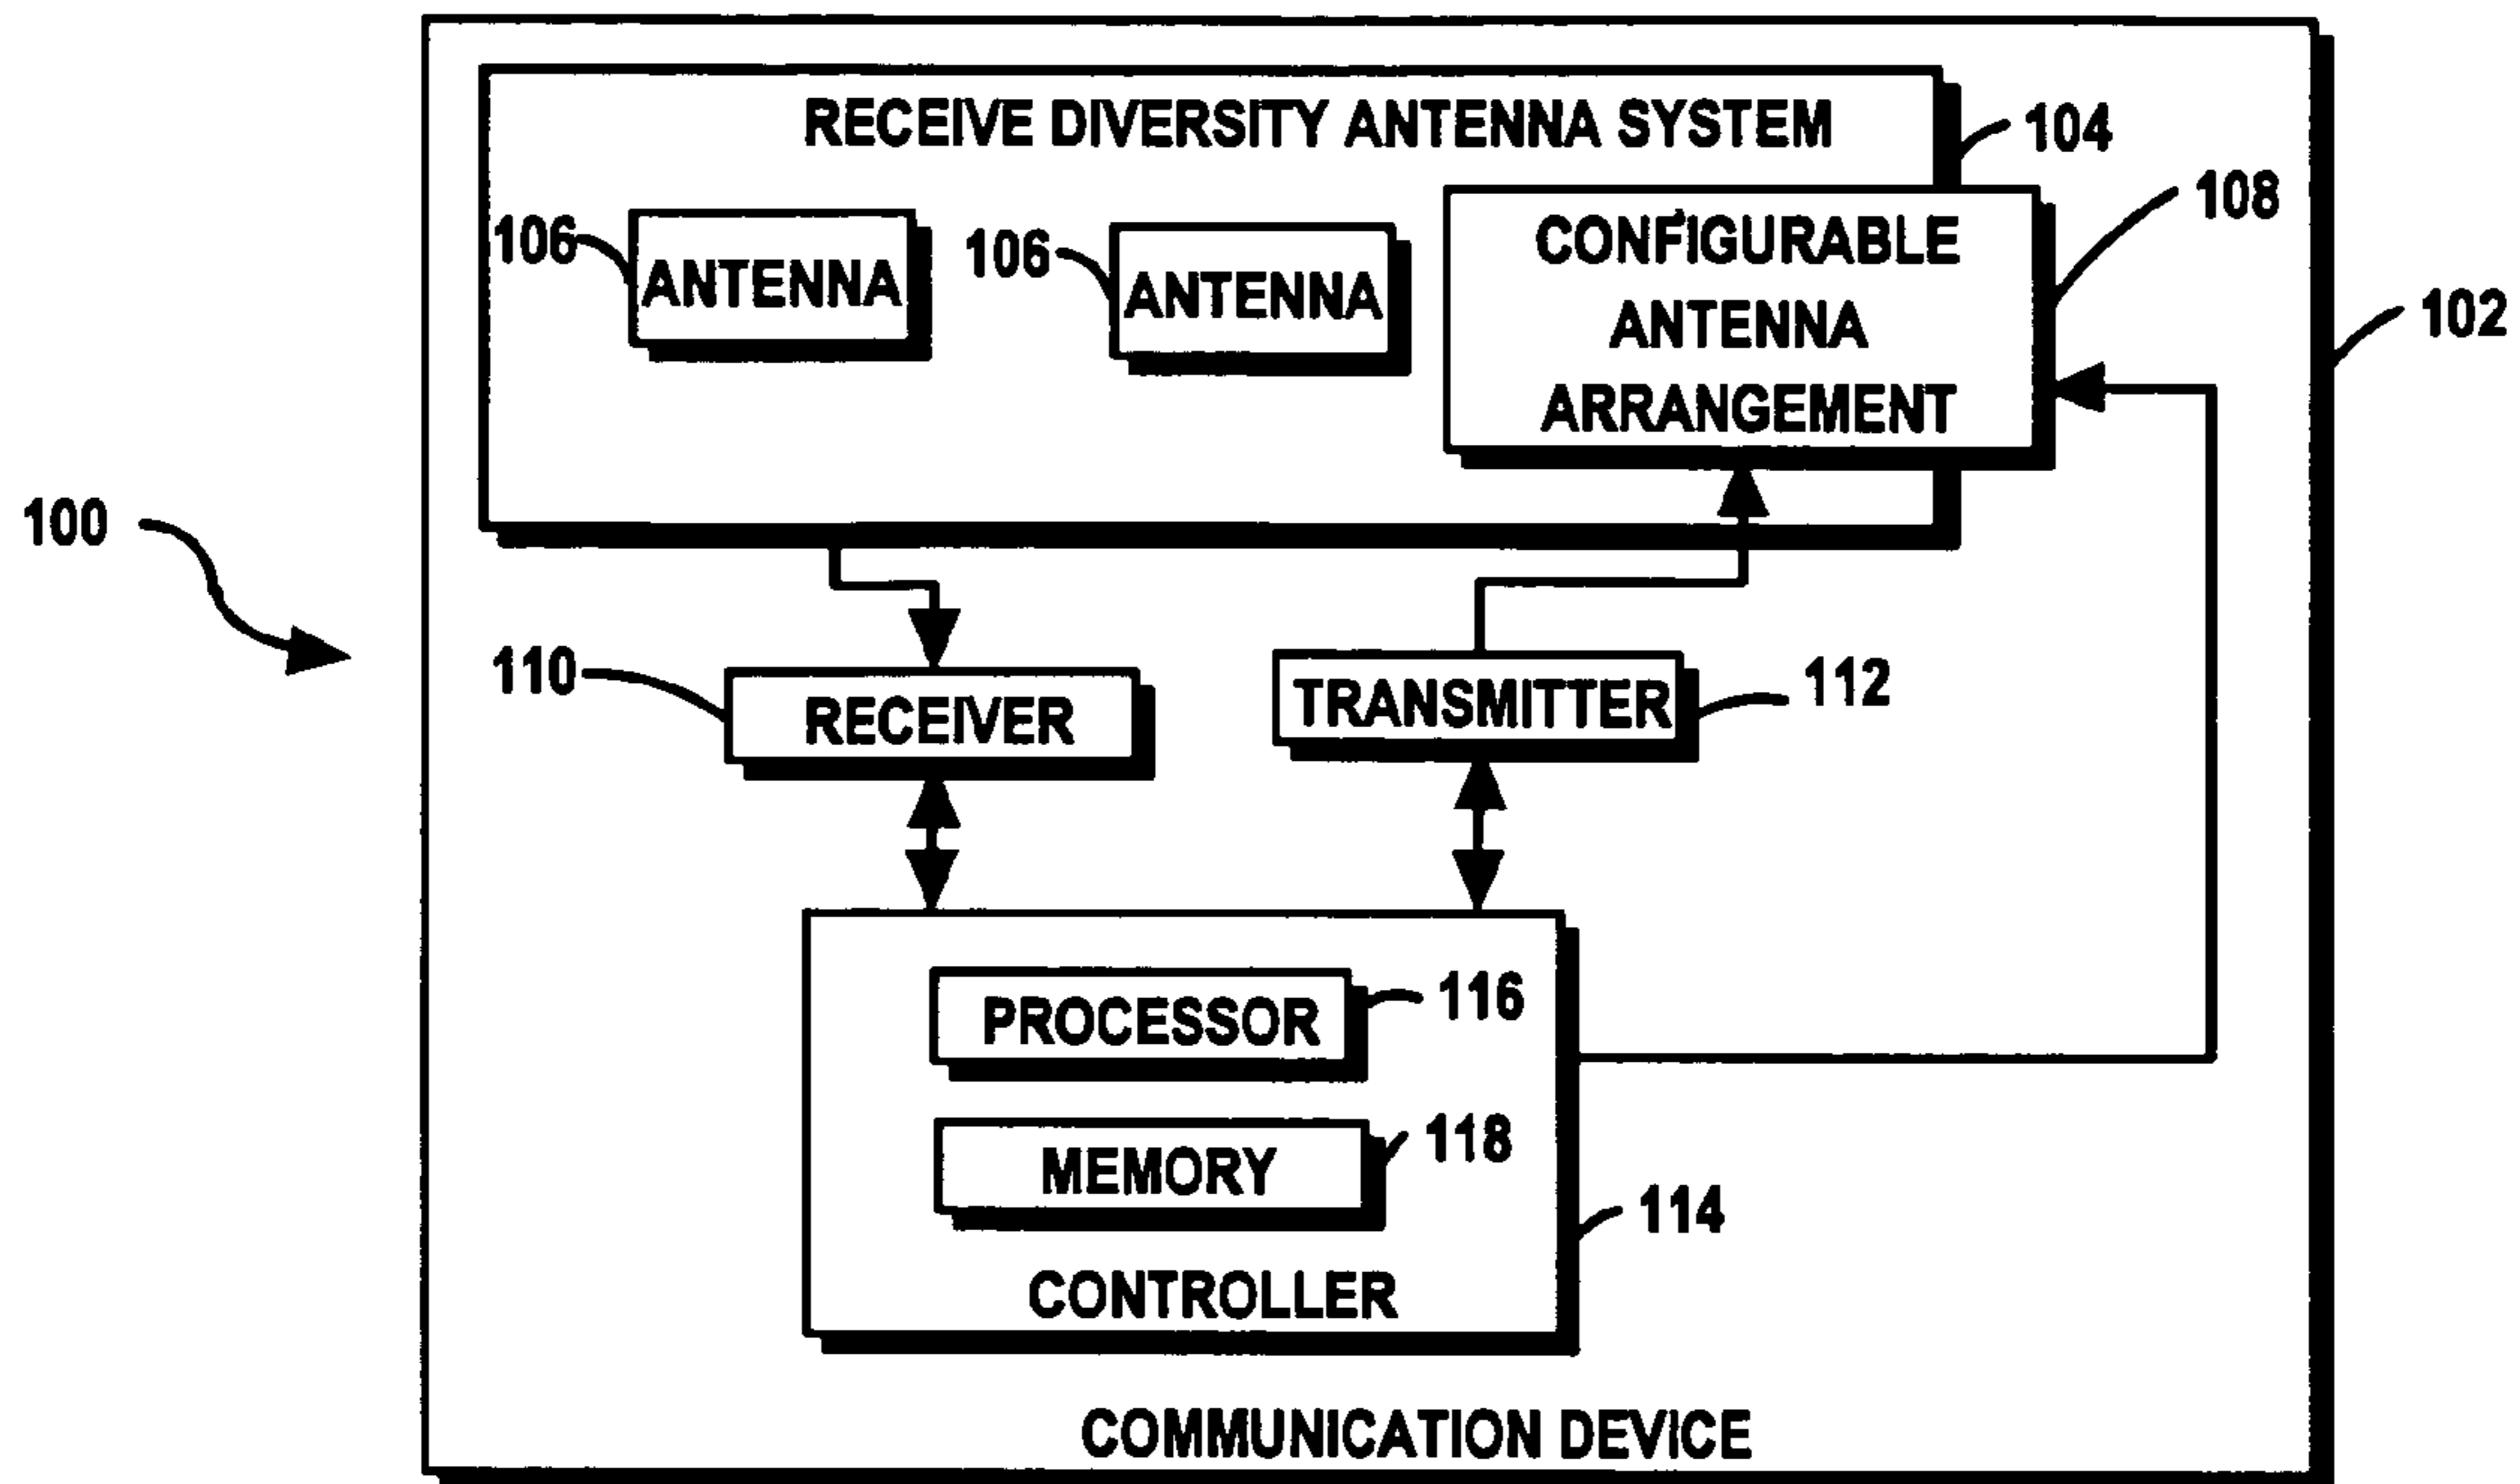 RECEIVE DIVERSITY ANTENNA SYSTEM
104
106
ANTENNA
106
ANTENNA
CONFIGURABLE
ANTENNA
ARRANGEMENT
108
102
100
110
RECEIVER
TRANSMITTER
112
PROCESSOR
116
MEMORY
118
114
CONTROLLER
COMMUNICATION DEVICE